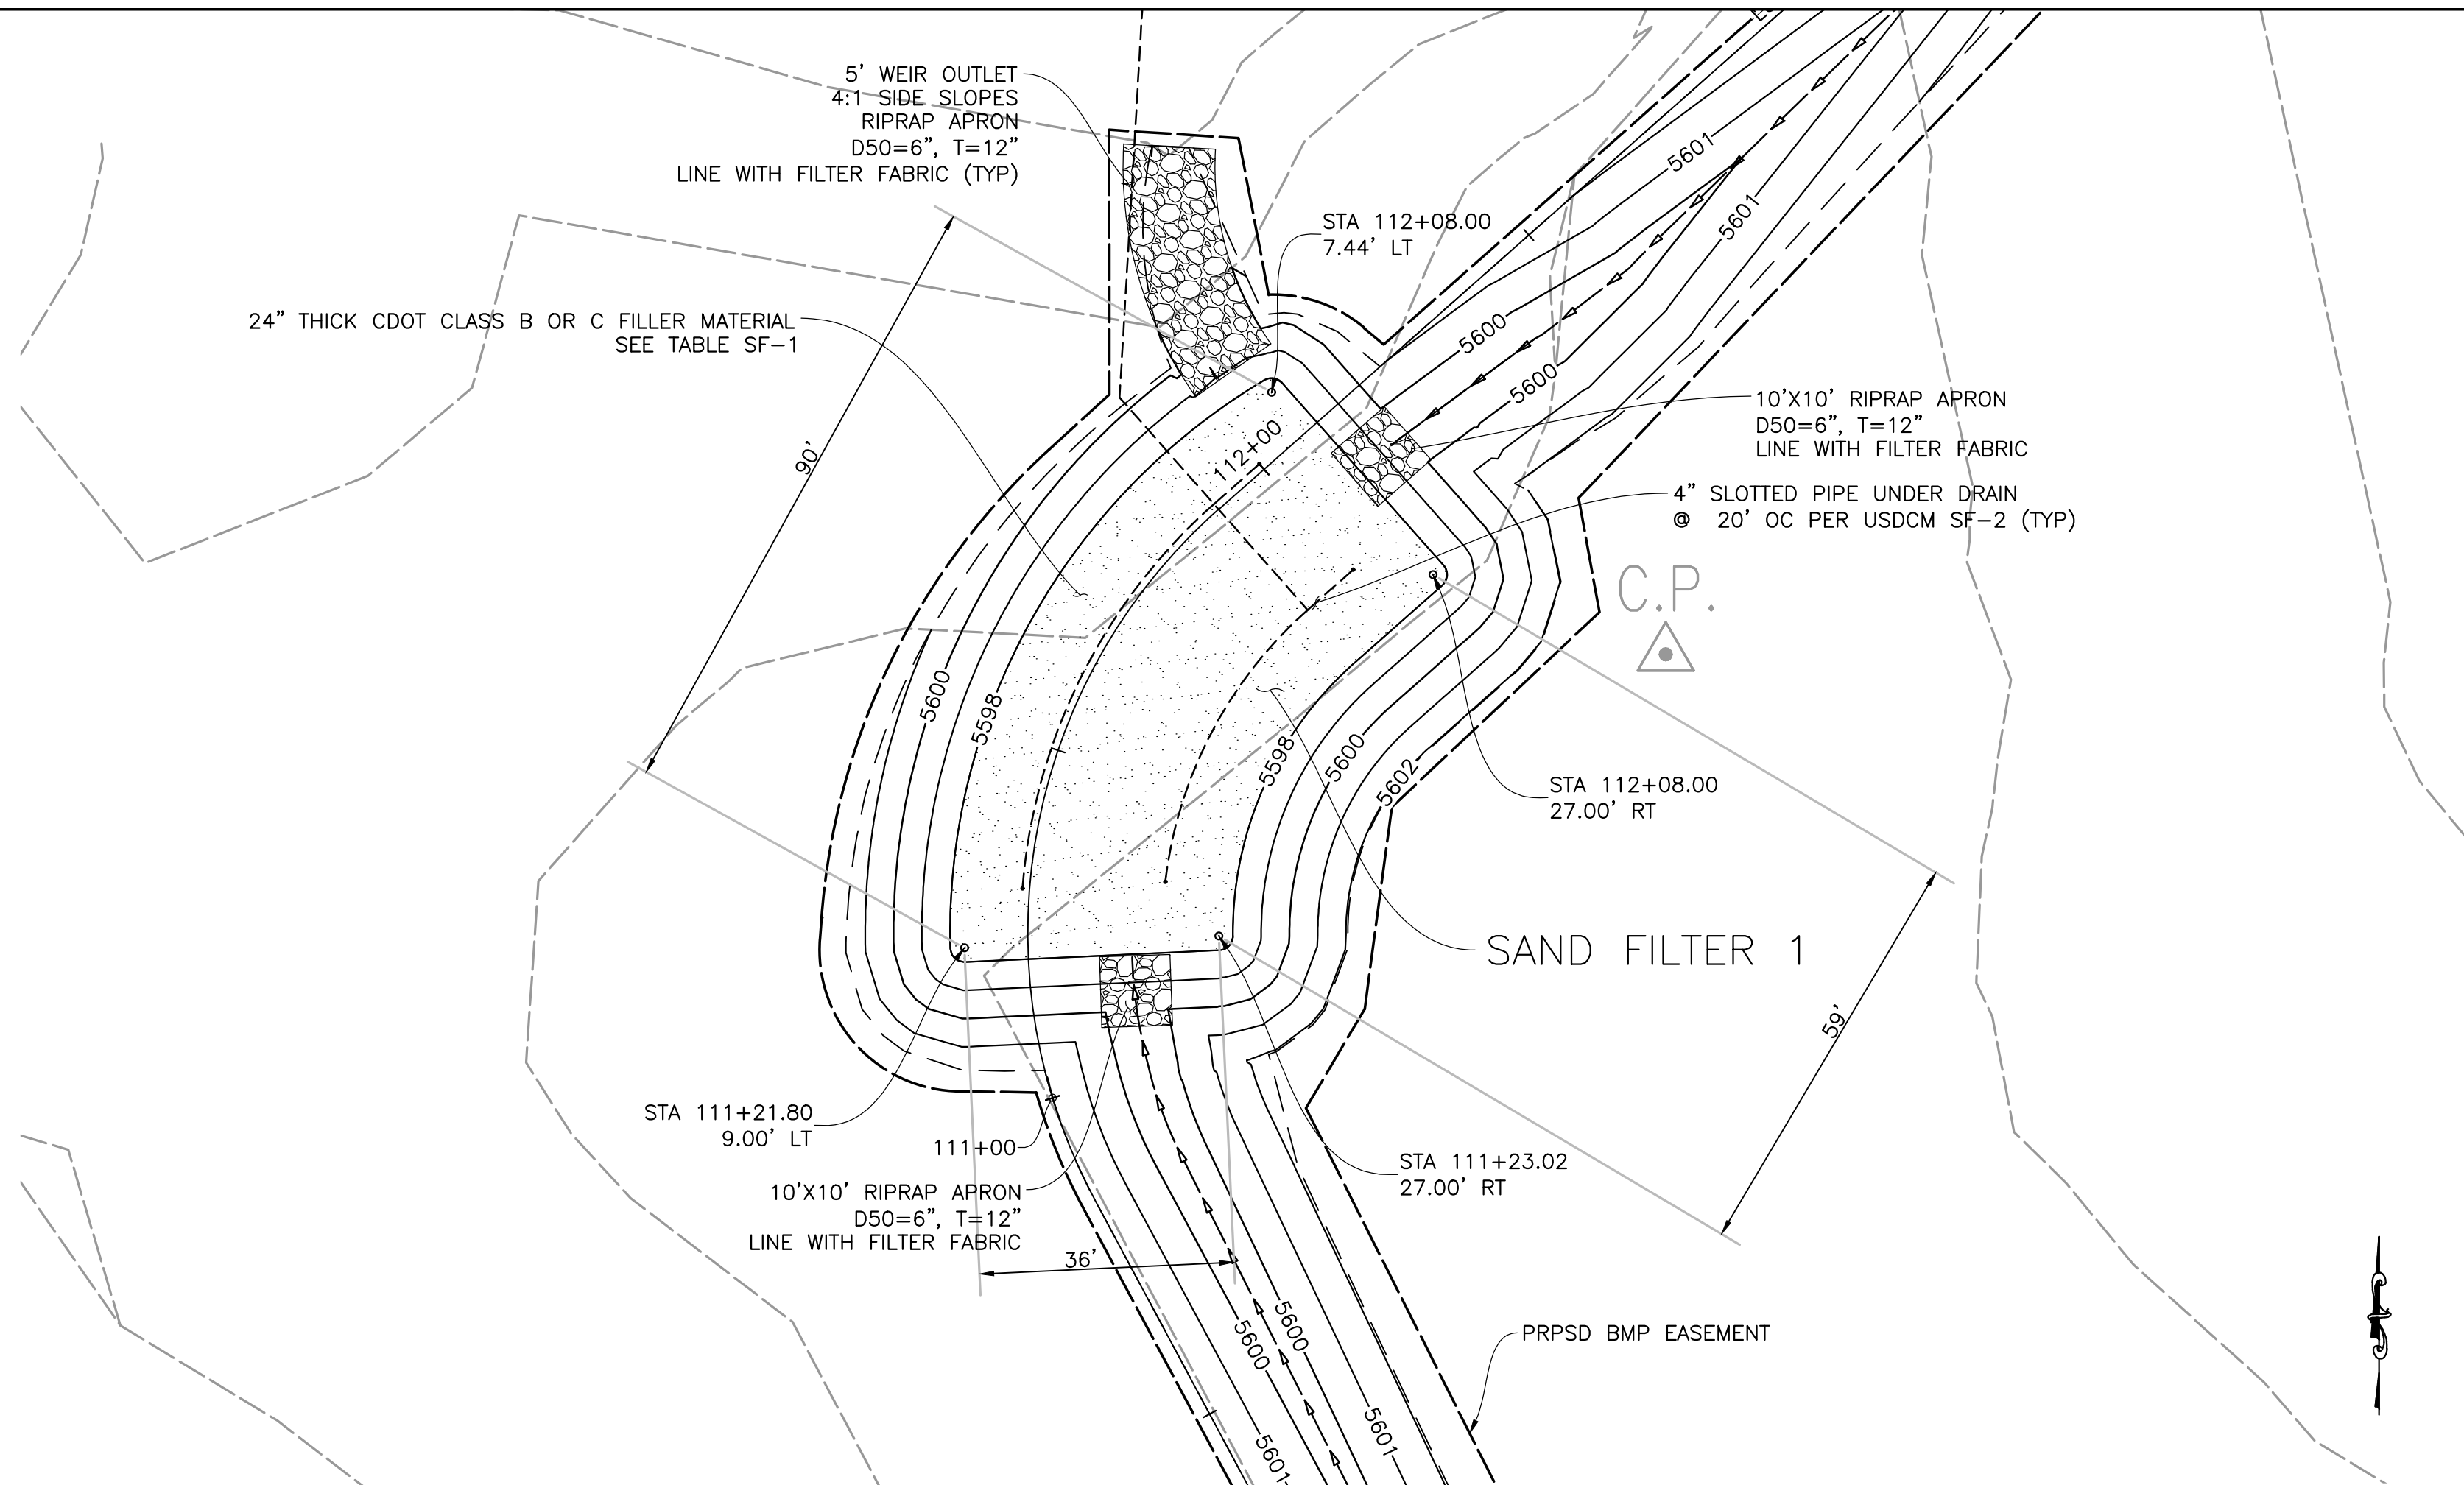 5' WEIR OUTLET
4:1 SIDE SLOPES
RIPRAP APRON
D50=6", T=12"
LINE WITH FILTER FABRIC (TYP)
5601
5601
STA 112+08.00
7.44' LT
24" THICK CDOT CLASS B OR C FILLER MATERIAL
SEE TABLE SF-1
5600
5600
10'X10' RIPRAP APRON
D50=6", T=12"
LINE WITH FILTER FABRIC
90'
112+00
4" SLOTTED PIPE UNDER DRAIN
@ 20' OC PER USDCM SF-2 (TYP)
C.P.
5600
5598
5598
5600
5602
STA 112+08.00
27.00' RT
SAND FILTER 1
59'
STA 111+21.80
9.00' LT
111+00
STA 111+23.02
27.00' RT
10'X10' RIPRAP APRON
D50=6", T=12"
LINE WITH FILTER FABRIC
36'
5600
5600
PRPSD BMP EASEMENT
5601
5601